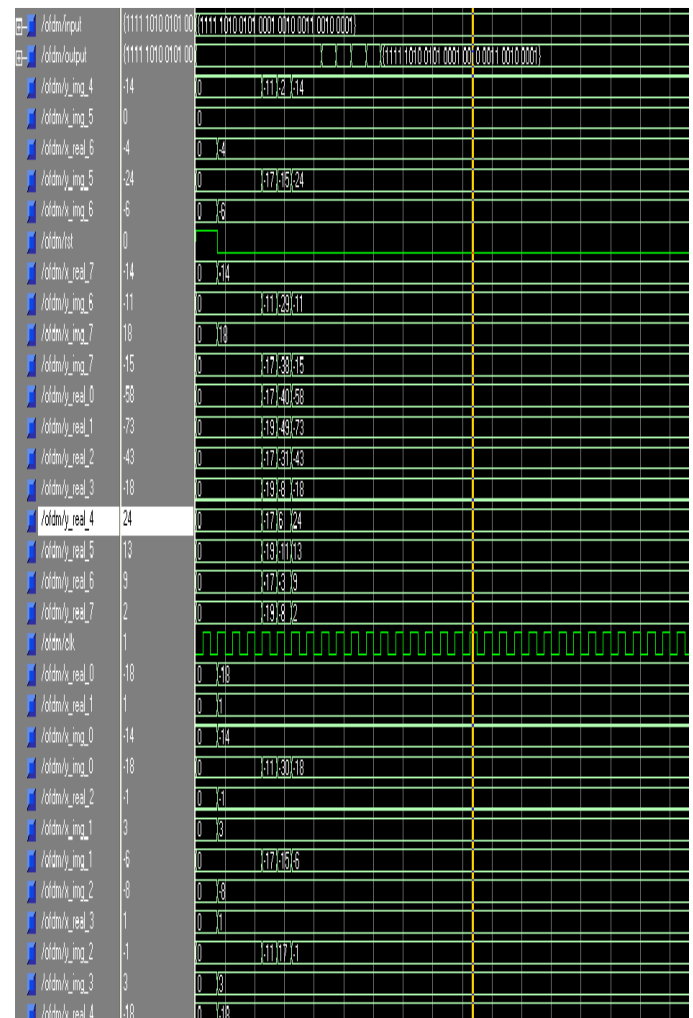 /ofdm/input {1111 1010 0101 00 {1111 1010 0101 0001 0010 0011 0010 0001}
/ofdm/output {1111 1010 0101 00 {1111 1010 0101 0001 0010 0011 0010 0001}
/ofdm/y_img_4 -14 0 -11 -2 -14
/ofdm/x_img_5 0 0
/ofdm/x_real_6 -4 0 -4
/ofdm/y_img_5 -24 0 -17 -15 -24
/ofdm/x_img_6 -6 0 -6
/ofdm/rst 0
/ofdm/x_real_7 -14 0 -14
/ofdm/y_img_6 -11 0 -11 -29 -11
/ofdm/x_img_7 18 0 18
/ofdm/y_img_7 -15 0 -17 -38 -15
/ofdm/y_real_0 -58 0 -17 -40 -58
/ofdm/y_real_1 -73 0 -19 -49 -73
/ofdm/y_real_2 -43 0 -17 -31 -43
/ofdm/y_real_3 -18 0 -19 -8 -18
/ofdm/y_real_4 24 0 -17 6 24
/ofdm/y_real_5 13 0 -19 -11 13
/ofdm/y_real_6 9 0 -17 -3 9
/ofdm/y_real_7 2 0 -19 -8 2
/ofdm/clk 1
/ofdm/x_real_0 -18 0 -18
/ofdm/x_real_1 1 0 1
/ofdm/x_img_0 -14 0 -14
/ofdm/y_img_0 -18 0 -11 -30 -18
/ofdm/x_real_2 -1 0 -1
/ofdm/x_img_1 3 0 3
/ofdm/y_img_1 -6 0 -17 -15 -6
/ofdm/x_img_2 -8 0 -8
/ofdm/x_real_3 1 0 1
/ofdm/y_img_2 -1 0 -11 17 -1
/ofdm/x_img_3 3 0 3
/ofdm/x_real_4 -18 0 -18